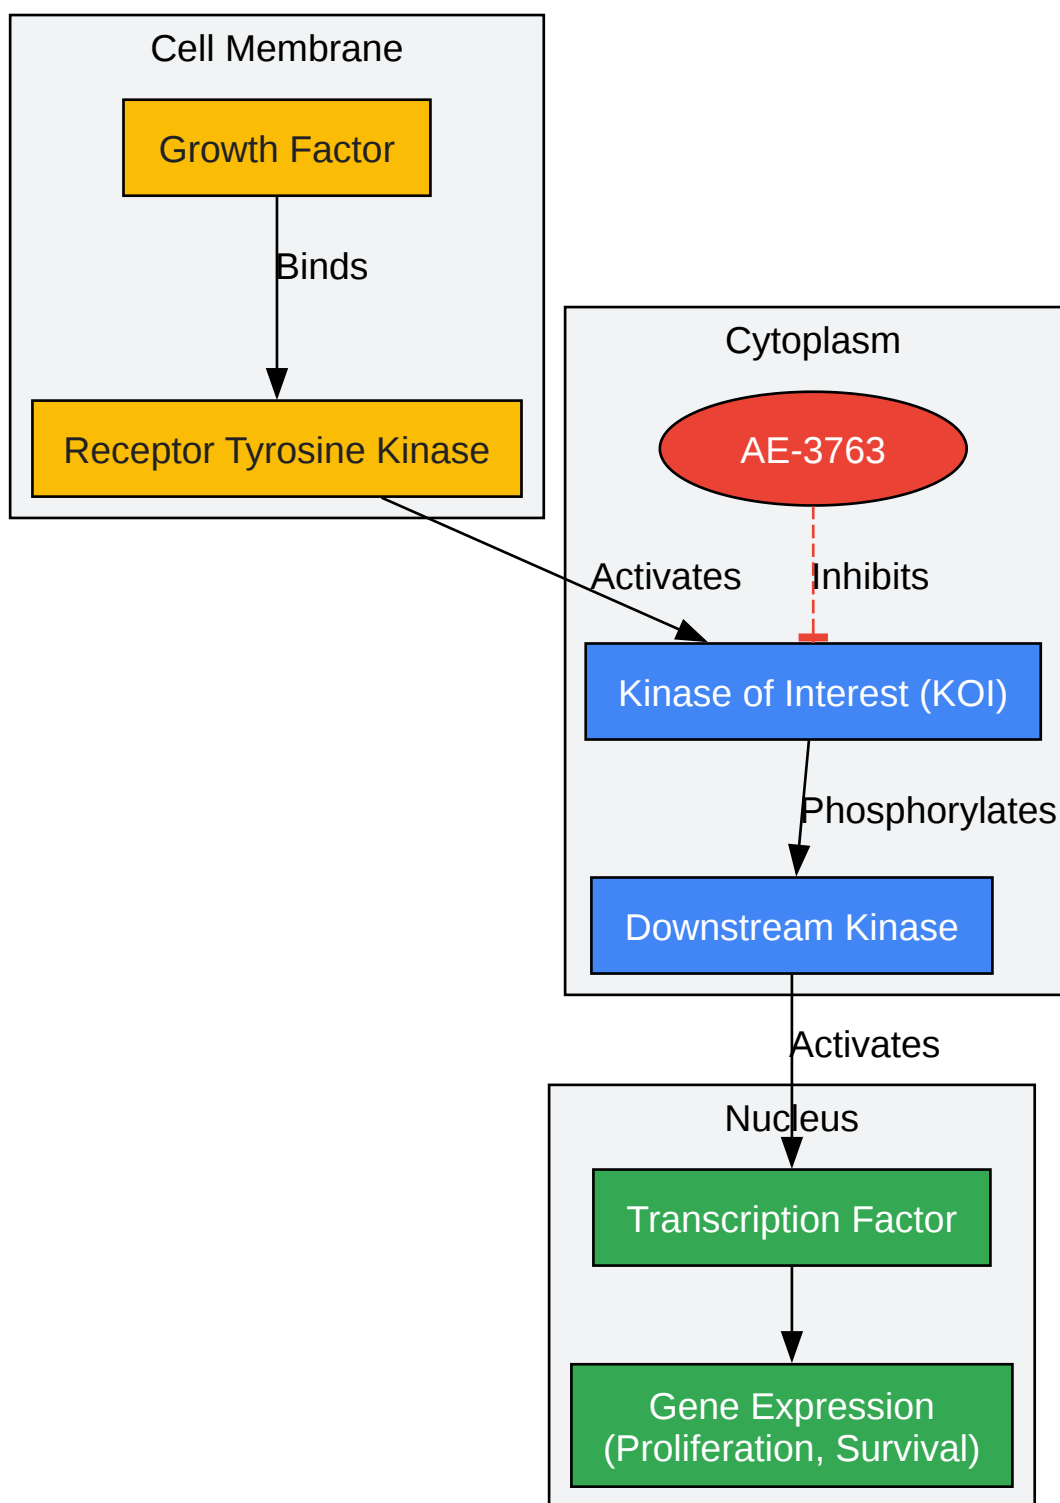 Cell Membrane
Growth Factor
Binds
Receptor Tyrosine Kinase
Cytoplasm
AE-3763
Activates
Inhibits
Kinase of Interest (KOI)
Phosphorylates
Downstream Kinase
Activates
Nucleus
Transcription Factor
Gene Expression
(Proliferation, Survival)